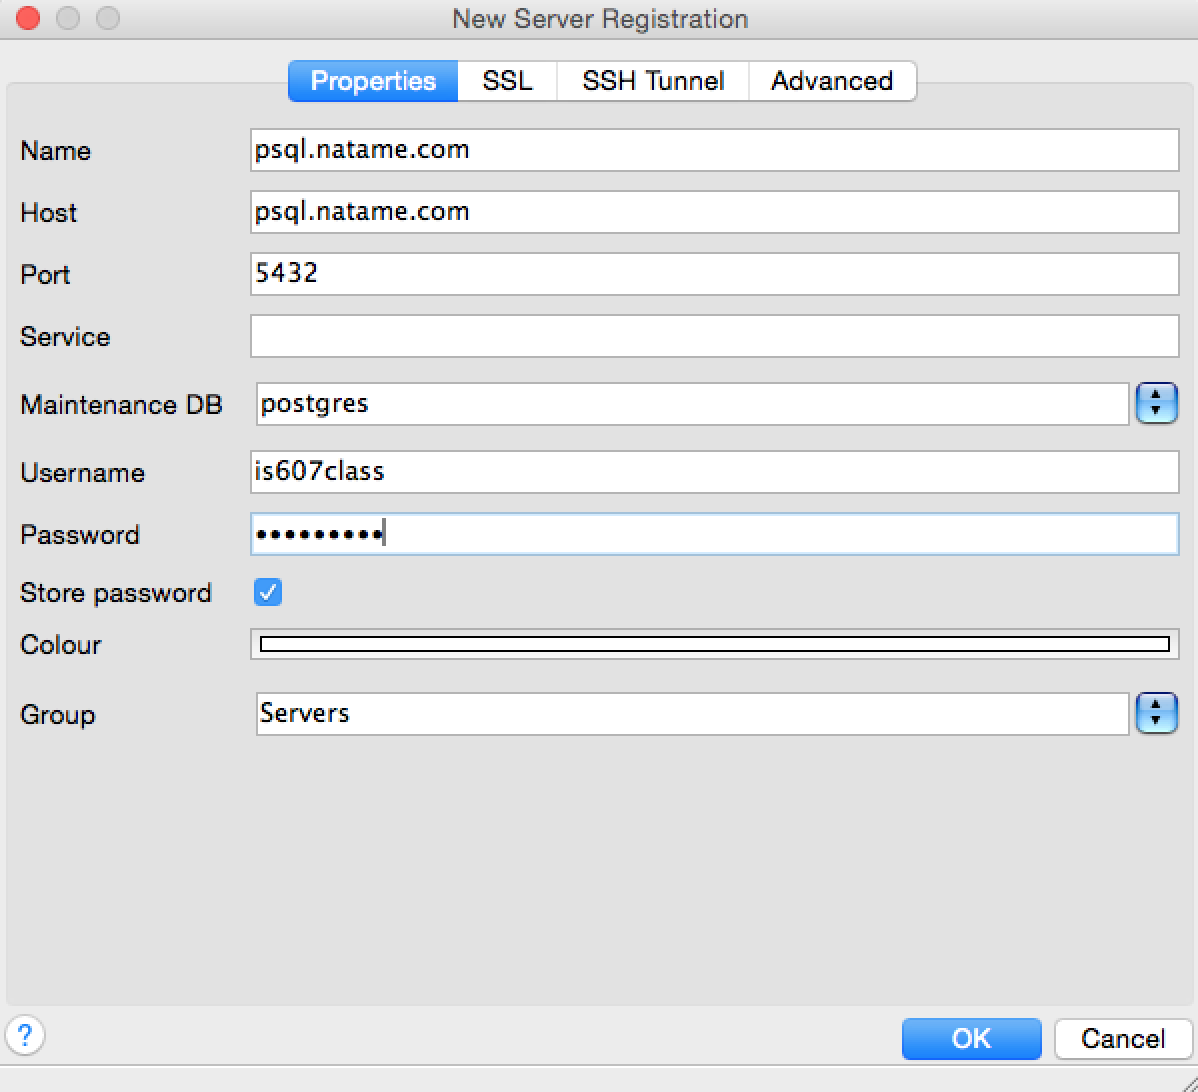 New Server Registration
Properties SSL SSH Tunnel Advanced
Name psql.natame.com
Host psql.natame.com
Port 5432
Service
Maintenance DB postgres
Username is607class
Password •••••••••
Store password
Colour
Group Servers
? OK Cancel